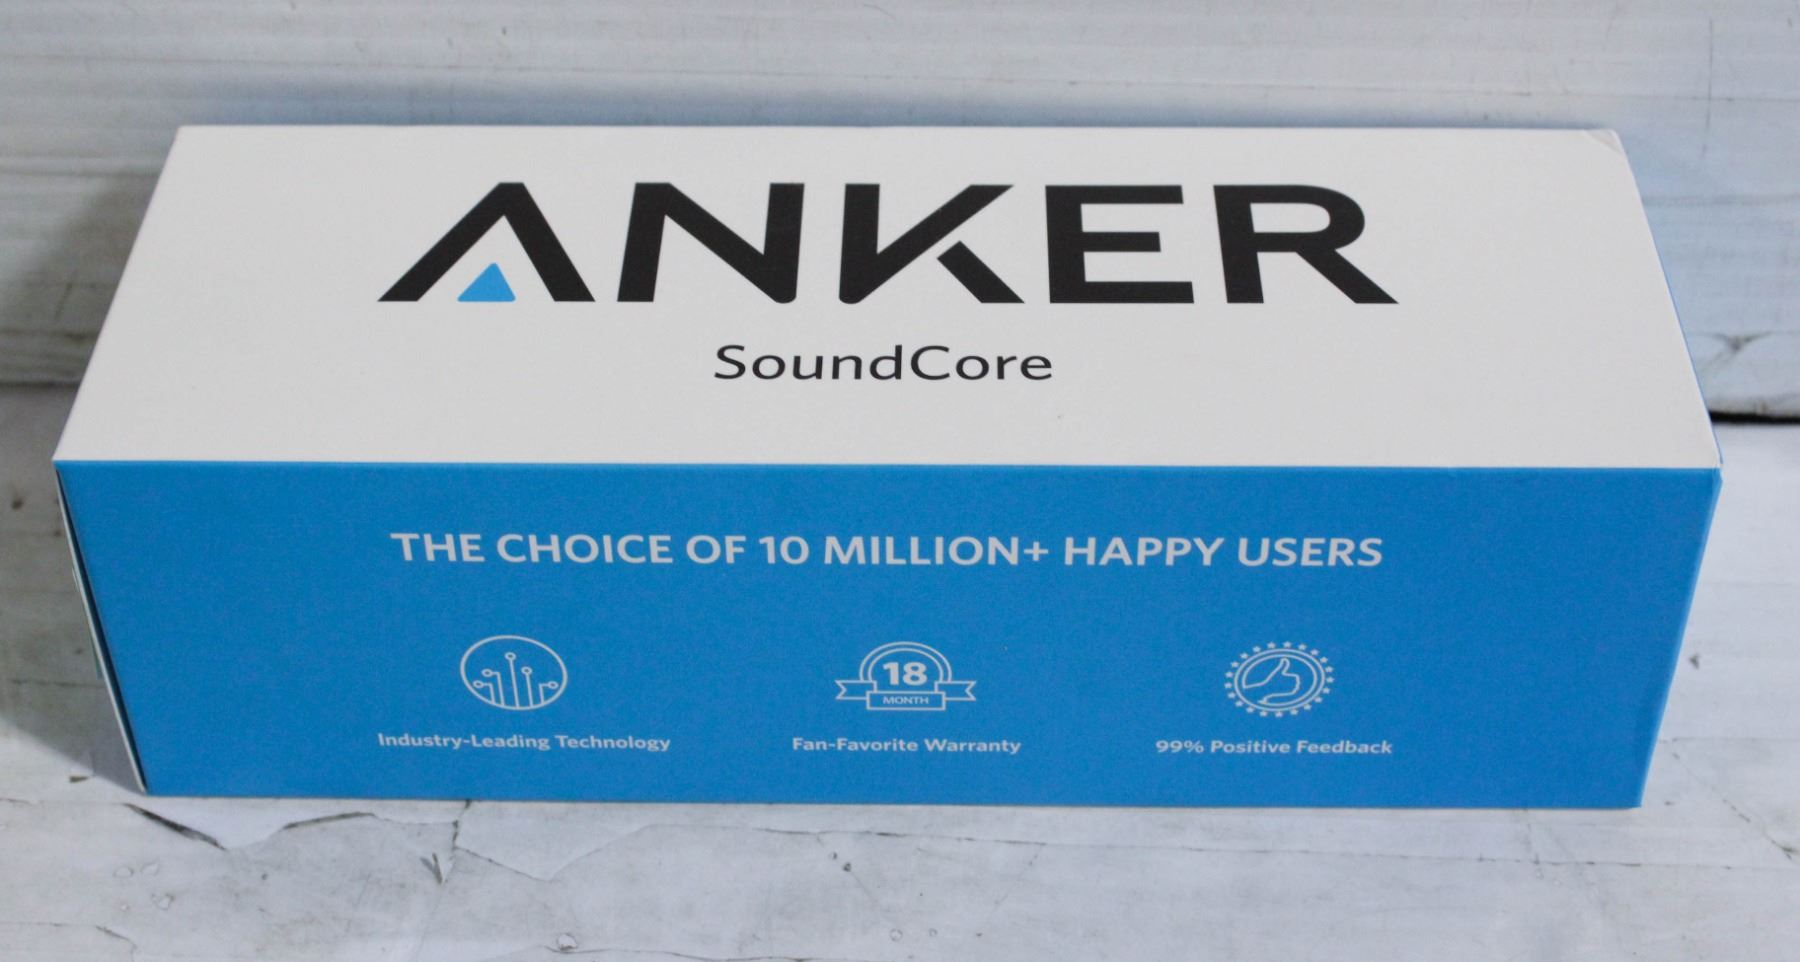 ANKER
SoundCore
THE CHOICE OF 10 MILLION+ HAPPY USERS
18
MONTH
Industry-Leading Technology
Fan-Favorite Warranty
99% Positive Feedback